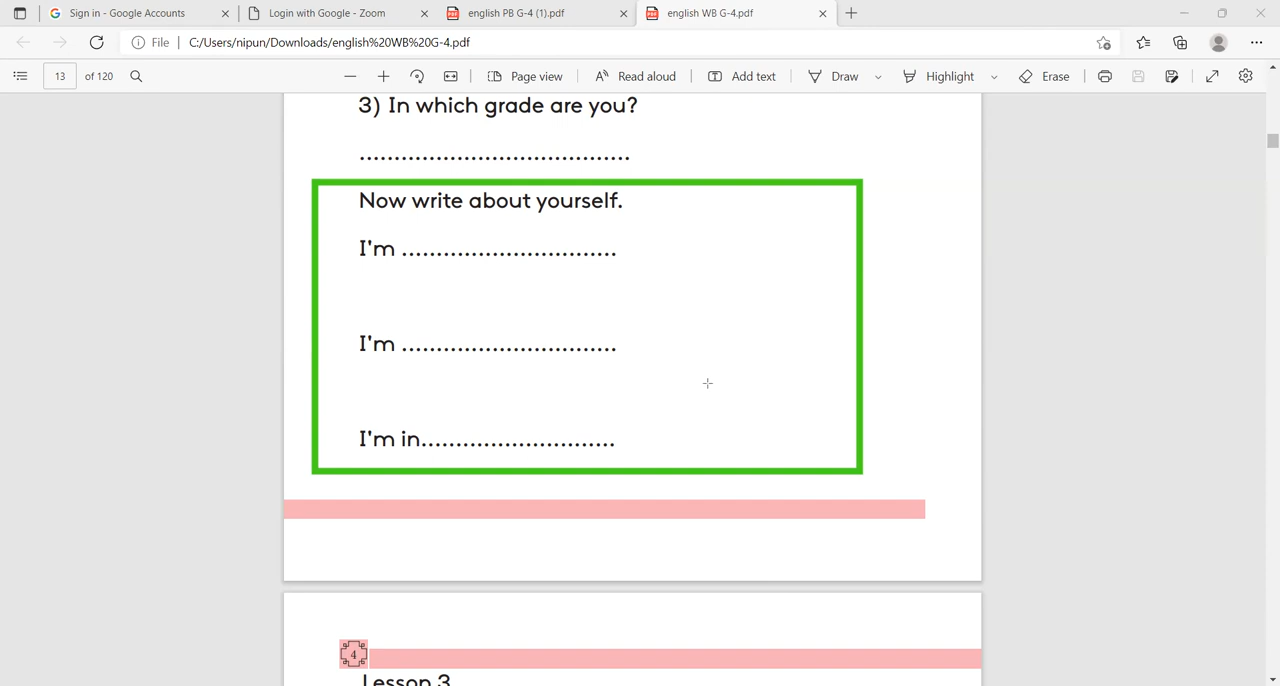 Sign in - Google Accounts
Login with Google - Zoom
english PB G-4 (1).pdf
english WB G-4.pdf
File
C:/Users/nipun/Downloads/english%20WB%20G-4.pdf
13 of 120
Page view
Read aloud
Add text
Draw
Highlight
Erase
3) In which grade are you?
.......................................
Now write about yourself.
I'm ...............................
I'm ...............................
I'm in............................
4
Lesson 3